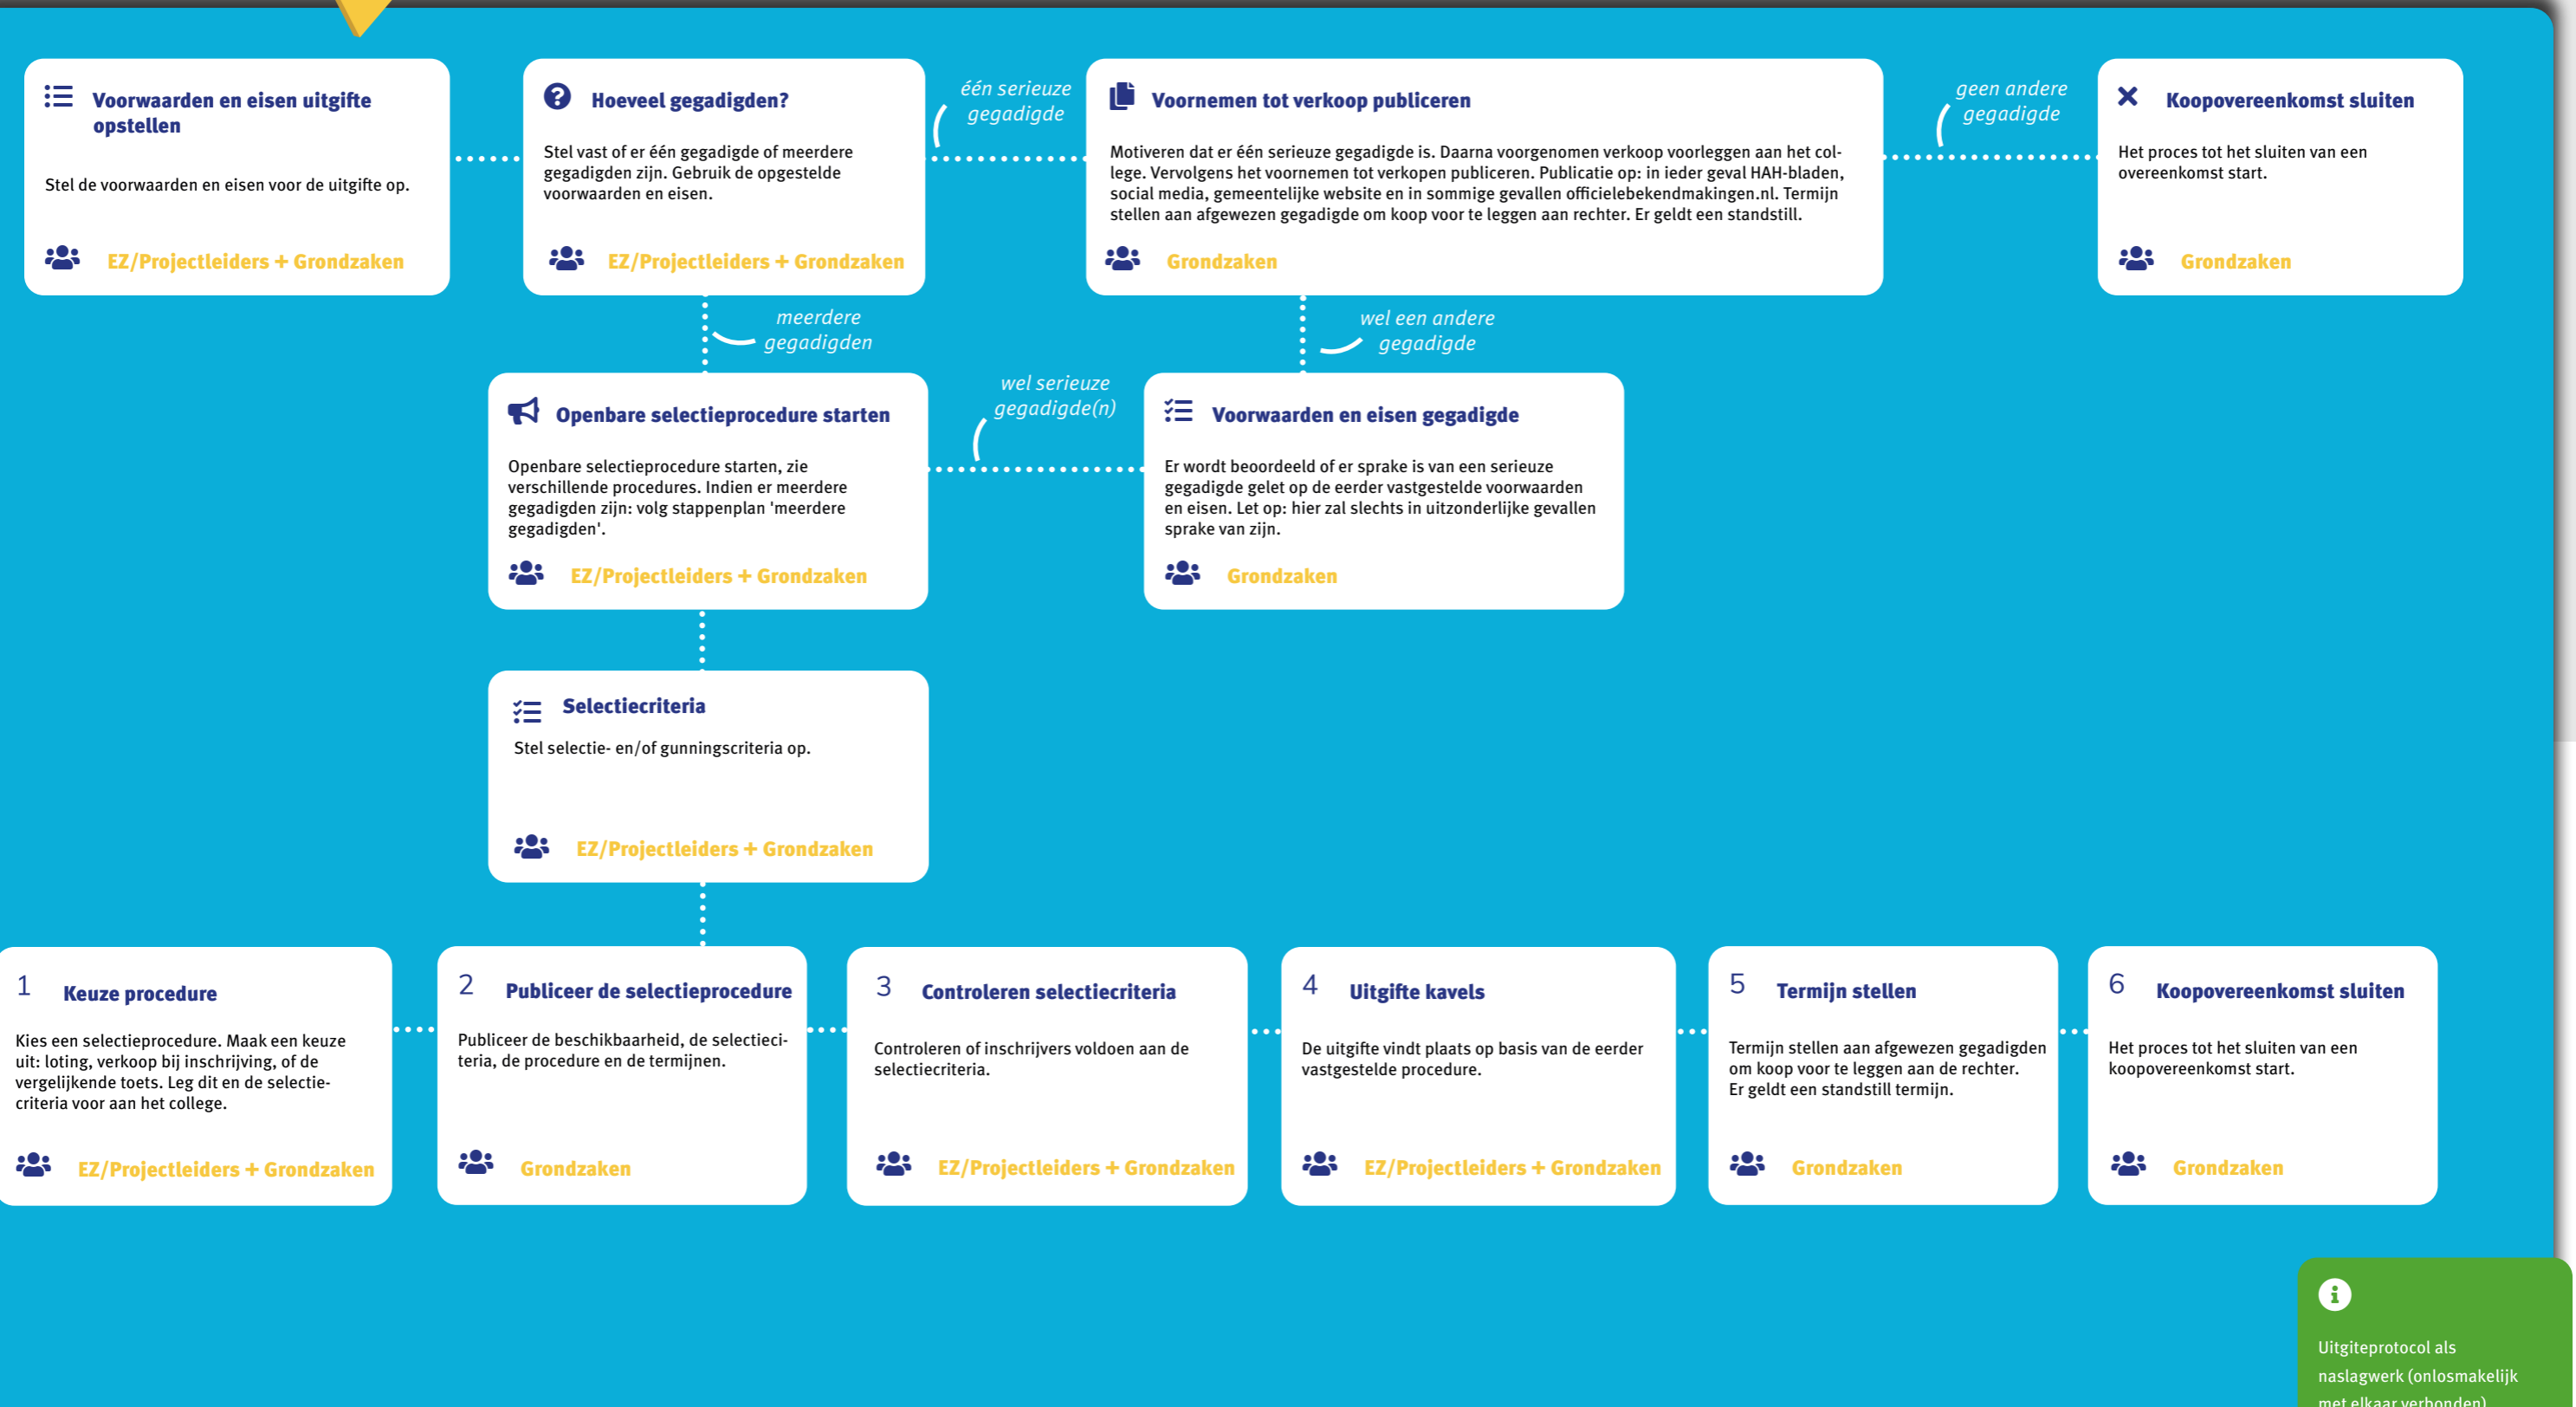 Voorwaarden en eisen uitgifte
opstellen
Stel de voorwaarden en eisen voor de uitgifte op.
EZ/Projectleiders + Grondzaken
Hoeveel gegadigden?
Stel vast of er één gegadigde of meerdere
gegadigden zijn. Gebruik de opgestelde
voorwaarden en eisen.
EZ/Projectleiders + Grondzaken
één serieuze
gegadigde
Voornemen tot verkoop publiceren
Motiveren dat er één serieuze gegadigde is. Daarna voorgenomen verkoop voorleggen aan het col-
lege. Vervolgens het voornemen tot verkopen publiceren. Publicatie op: in ieder geval HAH-bladen,
social media, gemeentelijke website en in sommige gevallen officielebekendmakingen.nl. Termijn
stellen aan afgewezen gegadigde om koop voor te leggen aan rechter. Er geldt een standstill.
Grondzaken
geen andere
gegadigde
Koopovereenkomst sluiten
Het proces tot het sluiten van een
overeenkomst start.
Grondzaken
meerdere
gegadigden
wel een andere
gegadigde
Openbare selectieprocedure starten
Openbare selectieprocedure starten, zie
verschillende procedures. Indien er meerdere
gegadigden zijn: volg stappenplan 'meerdere
gegadigden'.
EZ/Projectleiders + Grondzaken
wel serieuze
gegadigde(n)
Voorwaarden en eisen gegadigde
Er wordt beoordeeld of er sprake is van een serieuze
gegadigde gelet op de eerder vastgestelde voorwaarden
en eisen. Let op: hier zal slechts in uitzonderlijke gevallen
sprake van zijn.
Grondzaken
Selectiecriteria
Stel selectie- en/of gunningscriteria op.
EZ/Projectleiders + Grondzaken
1 Keuze procedure
Kies een selectieprocedure. Maak een keuze
uit: loting, verkoop bij inschrijving, of de
vergelijkende toets. Leg dit en de selectie-
criteria voor aan het college.
EZ/Projectleiders + Grondzaken
2 Publiceer de selectieprocedure
Publiceer de beschikbaarheid, de selectieci-
teria, de procedure en de termijnen.
Grondzaken
3 Controleren selectiecriteria
Controleren of inschrijvers voldoen aan de
selectiecriteria.
EZ/Projectleiders + Grondzaken
4 Uitgifte kavels
De uitgifte vindt plaats op basis van de eerder
vastgestelde procedure.
EZ/Projectleiders + Grondzaken
5 Termijn stellen
Termijn stellen aan afgewezen gegadigden
om koop voor te leggen aan de rechter.
Er geldt een standstill termijn.
Grondzaken
6 Koopovereenkomst sluiten
Het proces tot het sluiten van een
koopovereenkomst start.
Grondzaken
Uitgiteprotocol als
naslagwerk (onlosmakelijk
met elkaar verbonden)